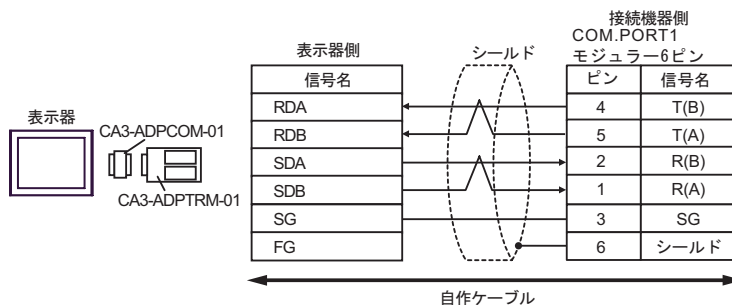 接続機器側
COM.PORT1
モジュラー6ピン
表示器側
シールド
信号名
ピン
信号名
RDA
4
T(B)
RDB
5
T(A)
SDA
2
R(B)
SDB
1
R(A)
SG
3
SG
FG
6
シールド
表示器
CA3-ADPCOM-01
CA3-ADPTRM-01
自作ケーブル